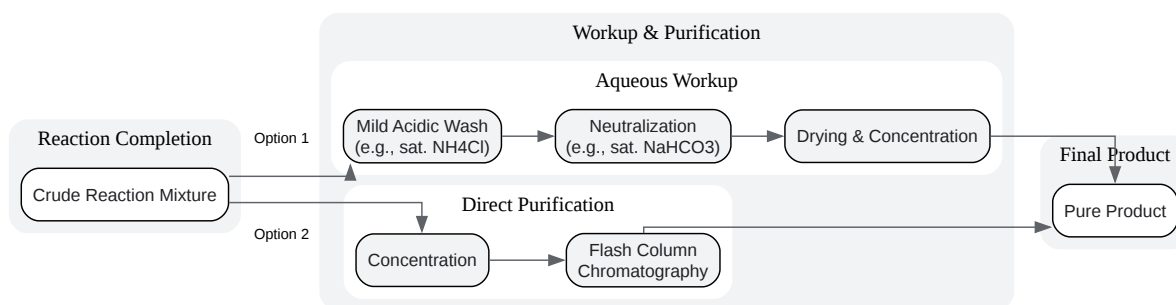 Workup & Purification
Aqueous Workup
Reaction Completion
Option 1
Mild Acidic Wash
(e.g., sat. NH4Cl)
Neutralization
(e.g., sat. NaHCO3)
Drying & Concentration
Final Product
Crude Reaction Mixture
Pure Product
Direct Purification
Option 2
Concentration
Flash Column
Chromatography